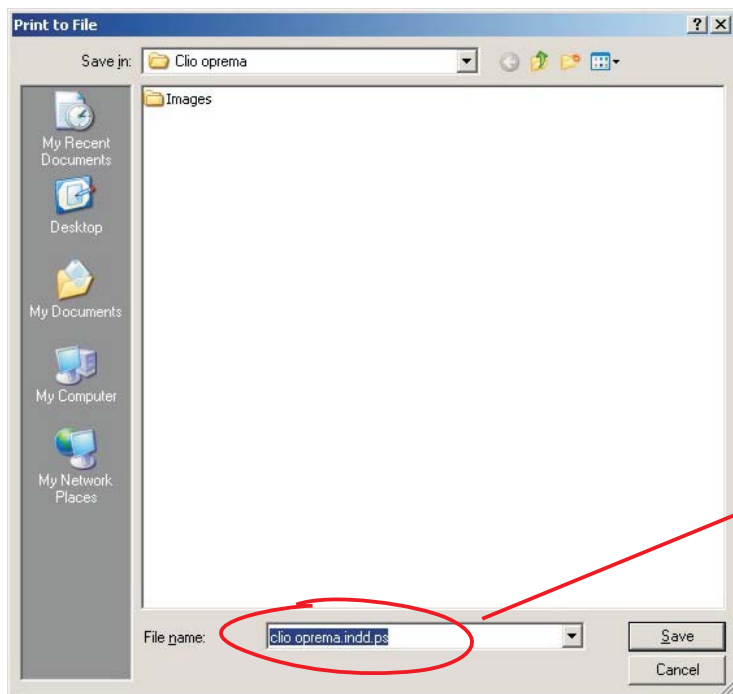 Print to File
Save in:
Clio oprema
Images
My Recent
Documents
Desktop
My Documents
My Computer
My Network
Places
File name:
clio oprema.indd.ps
Save
Cancel